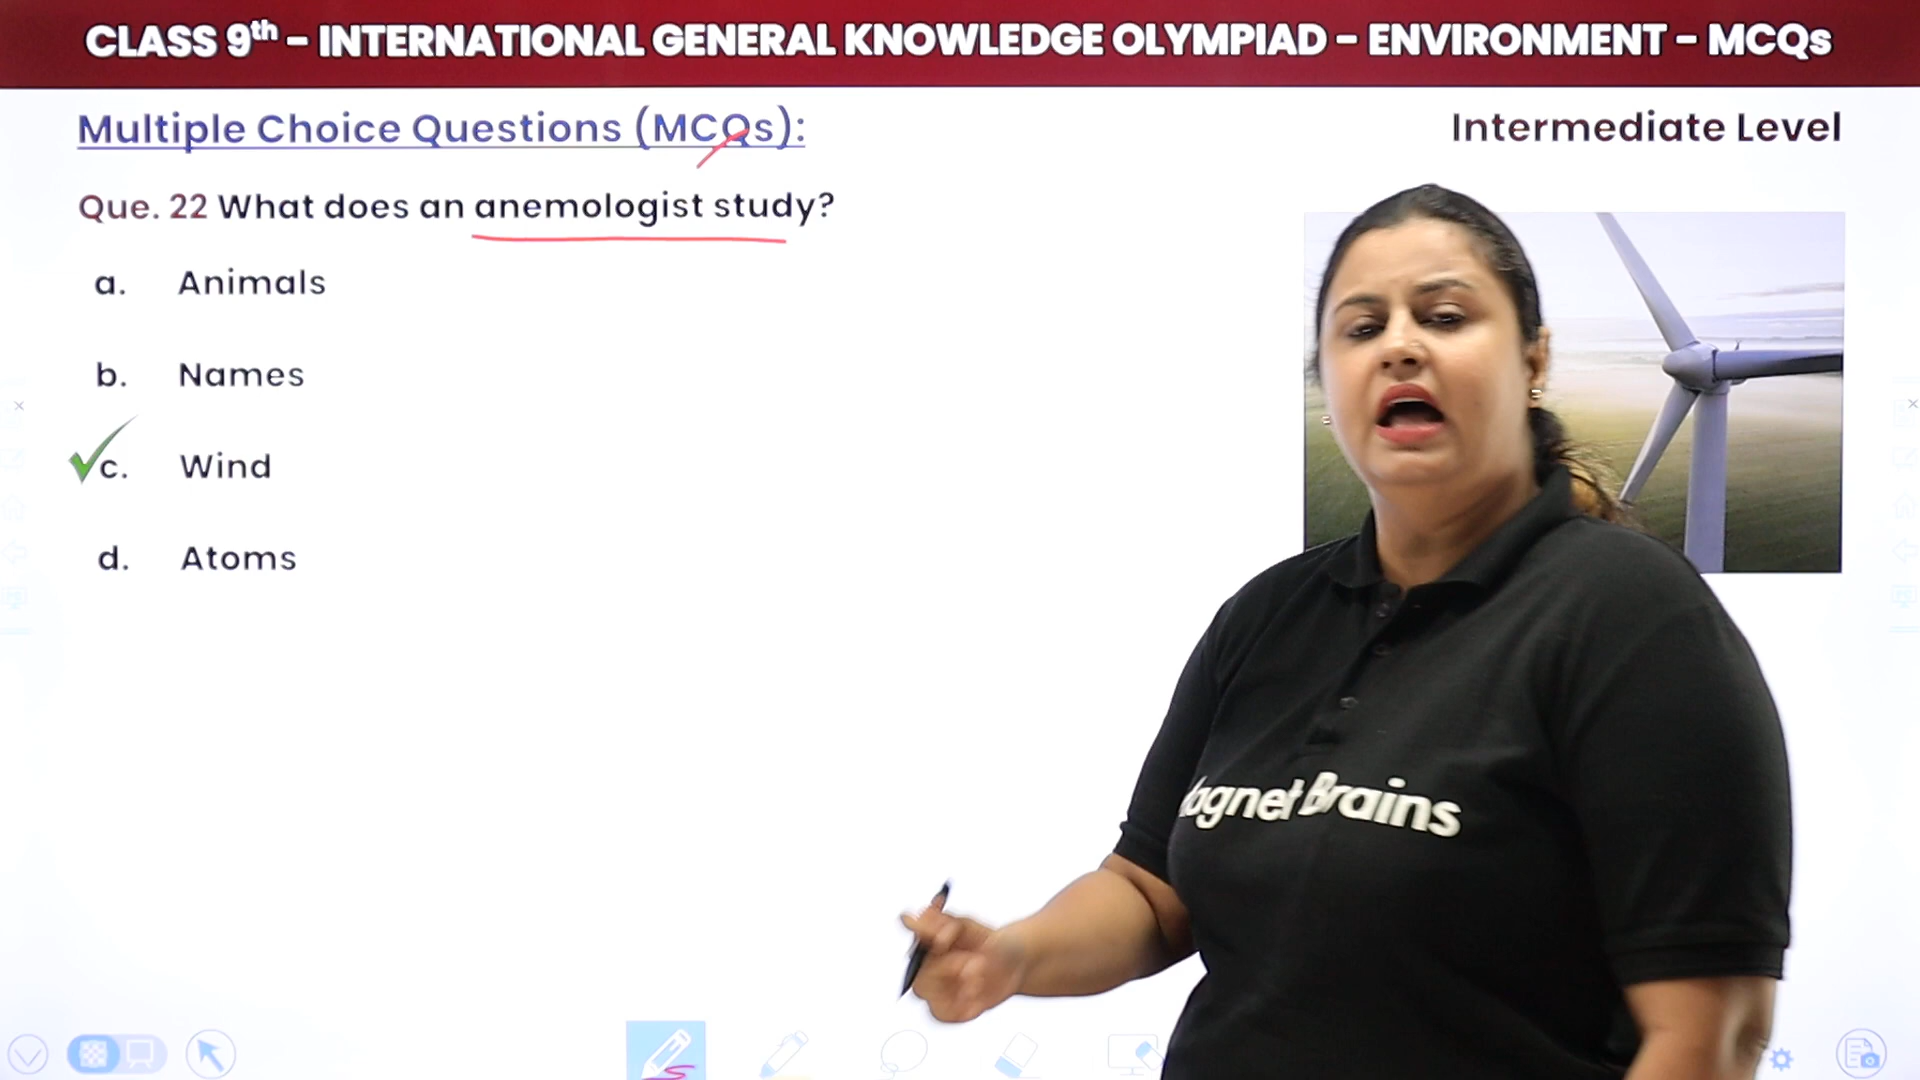 CLASS 9th - INTERNATIONAL GENERAL KNOWLEDGE OLYMPIAD - ENVIRONMENT - MCQs
Multiple Choice Questions (MCQs):
Intermediate Level
Que. 22 What does an anemologist study?
a. Animals
b. Names
c. Wind
d. Atoms
Magnet Brains